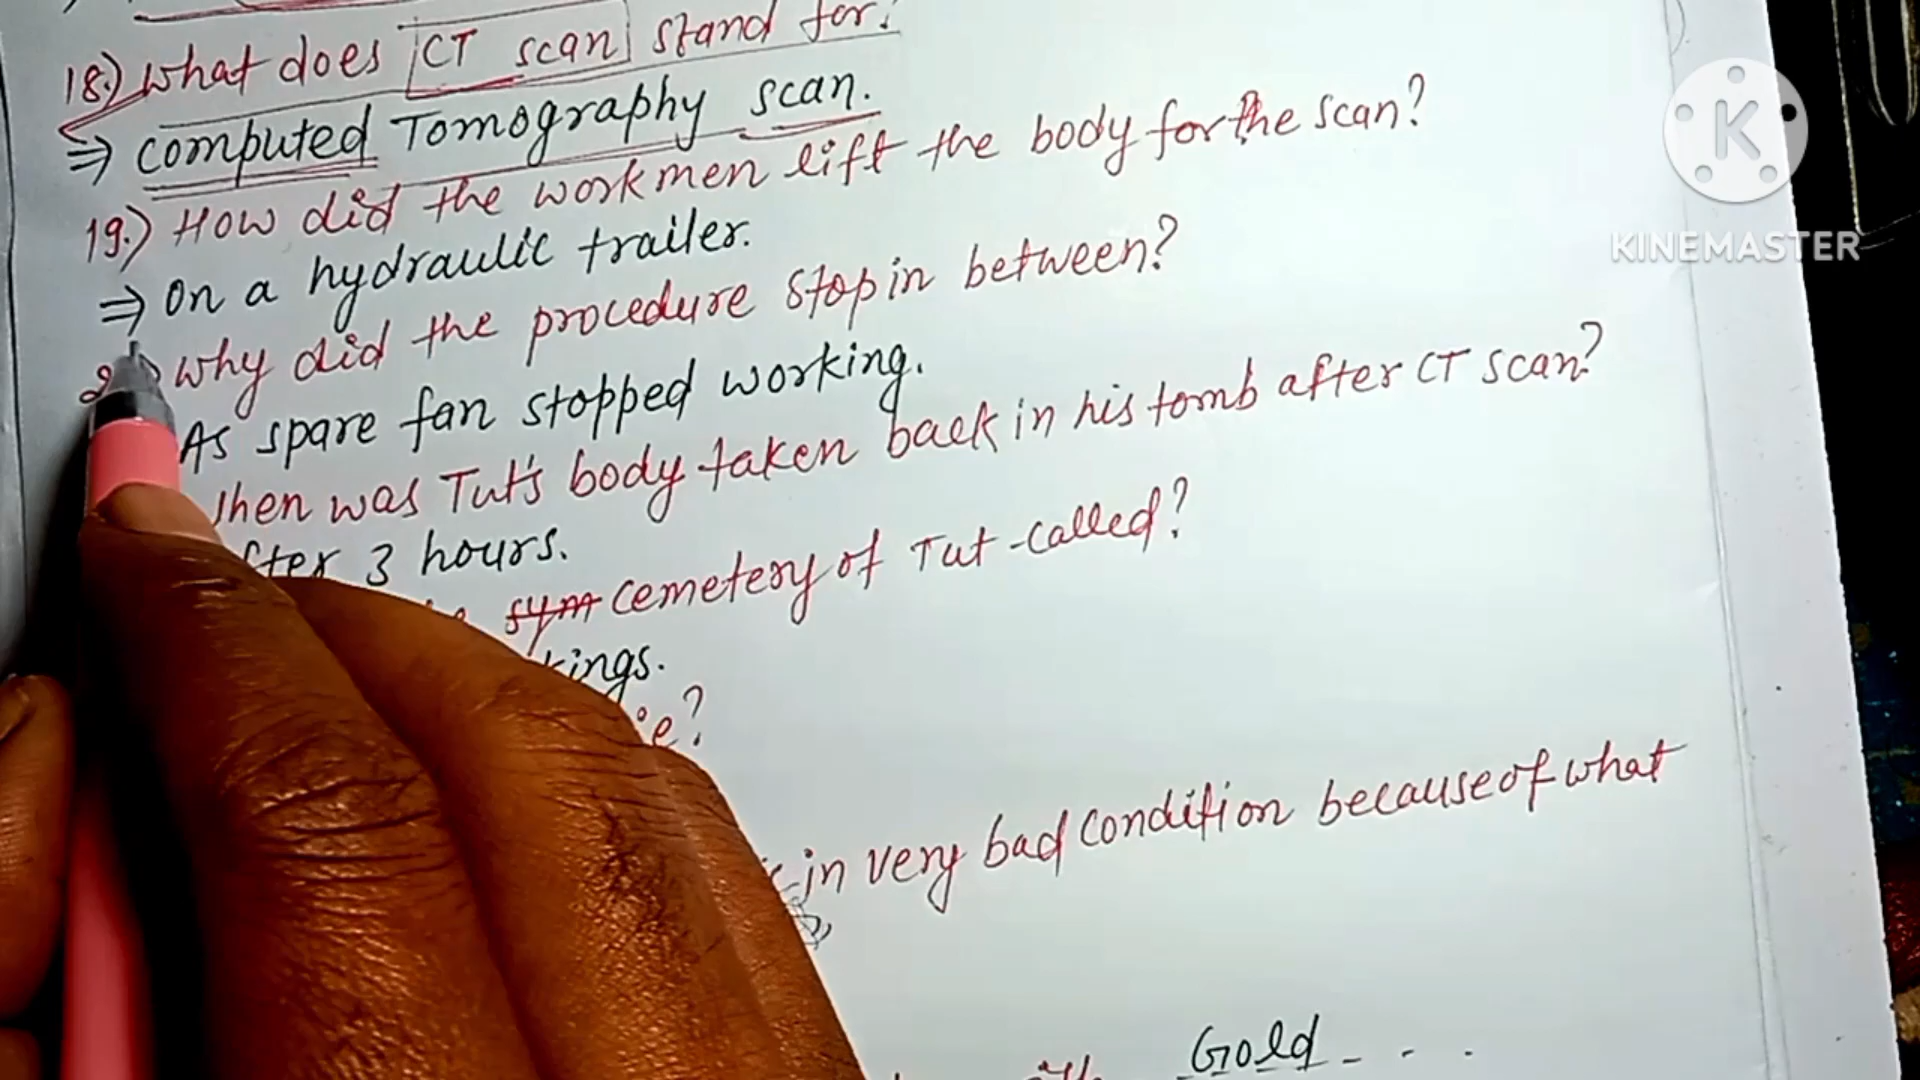 18.) What does CT scan stand for?
⇒ computed Tomography scan.
19.) How did the workmen lift the body for the scan?
⇒ On a hydraulic trailer.
why did the procedure stop in between?
As spare fan stopped working.
then was Tut's body taken back in his tomb after CT scan?
fter 3 hours.
sym cemetery of Tut called?
kings.
ie?
in very bad condition because of what
Gold - - -
K
KINEMASTER